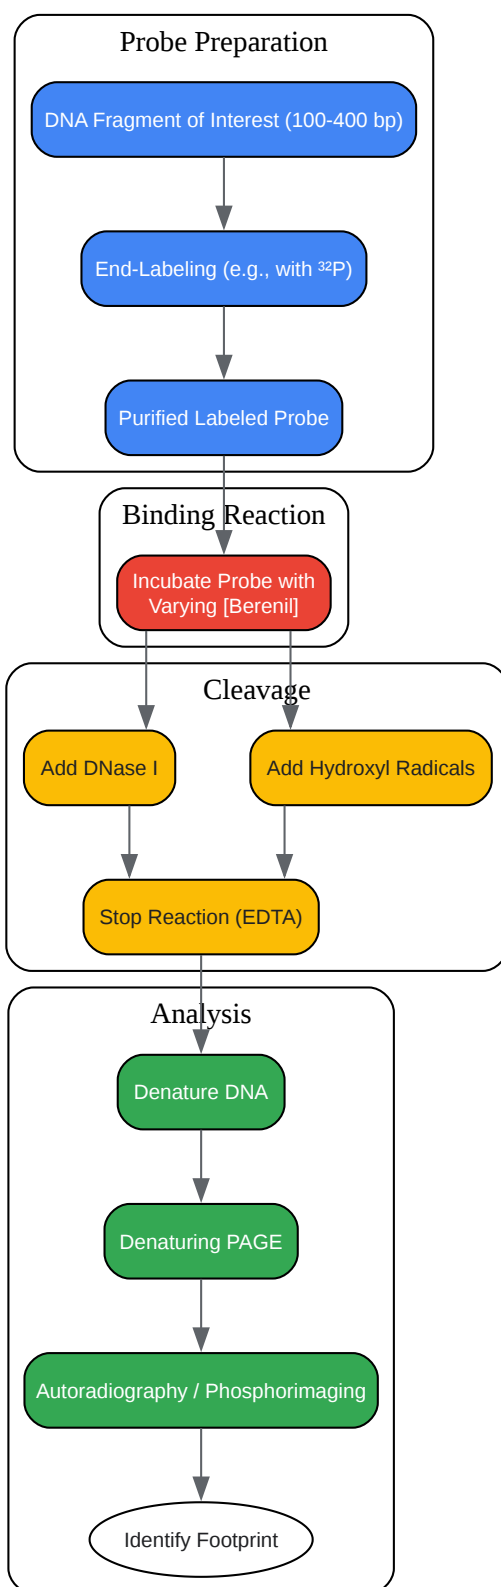 Probe Preparation
DNA Fragment of Interest (100-400 bp)
End-Labeling (e.g., with ³²P)
Purified Labeled Probe
Binding Reaction
Incubate Probe with
Varying [Berenil]
Cleavage
Add DNase I
Add Hydroxyl Radicals
Stop Reaction (EDTA)
Analysis
Denature DNA
Denaturing PAGE
Autoradiography / Phosphorimaging
Identify Footprint